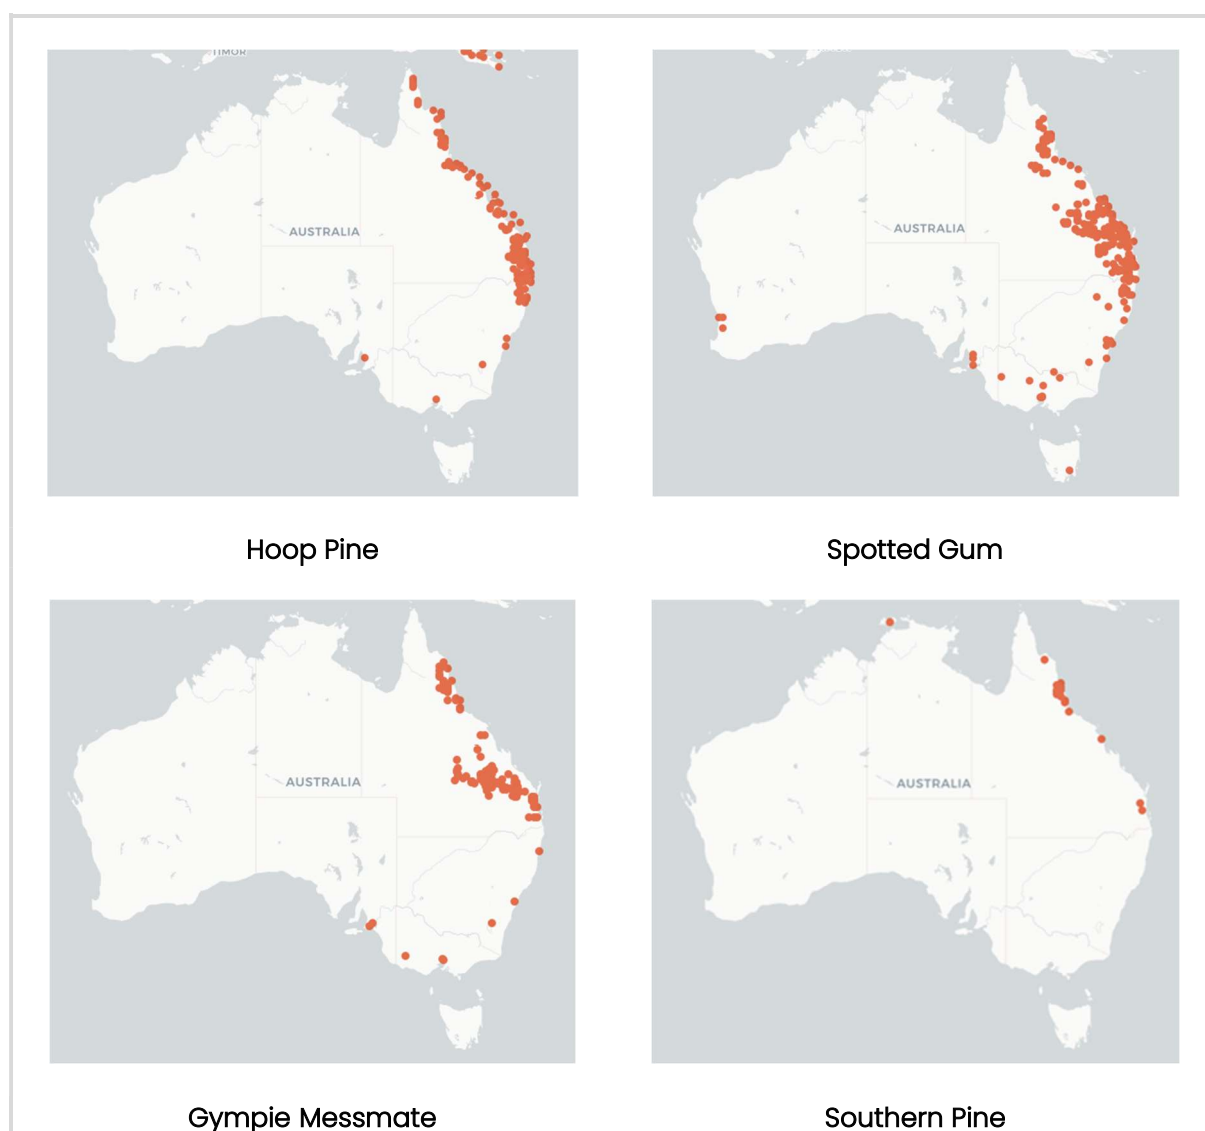 TIMOR
AUSTRALIA
AUSTRALIA
Hoop Pine
Spotted Gum
AUSTRALIA
AUSTRALIA
Gympie Messmate
Southern Pine